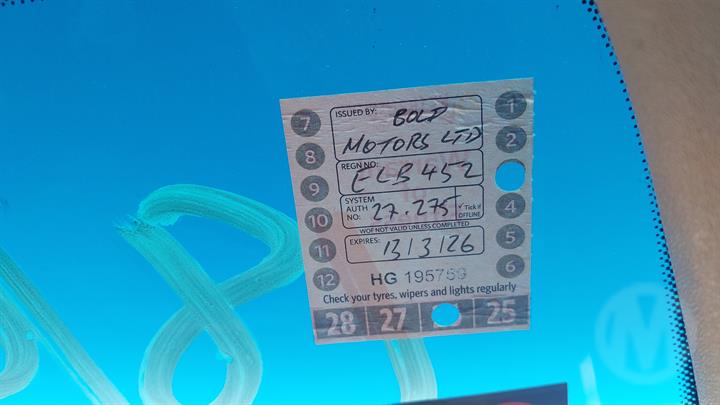 7 ISSUED BY: BOLD 1
8 MOTORS LTD 2
9 REGN NO: ELB 452
10 SYSTEM AUTH NO: 27.275 ✓ Tick if OFFLINE 4
WOF NOT VALID UNLESS COMPLETED
11 EXPIRES: 13/3/26 5
12 HG 195759 6
Check your tyres, wipers and lights regularly
28 27 25
M